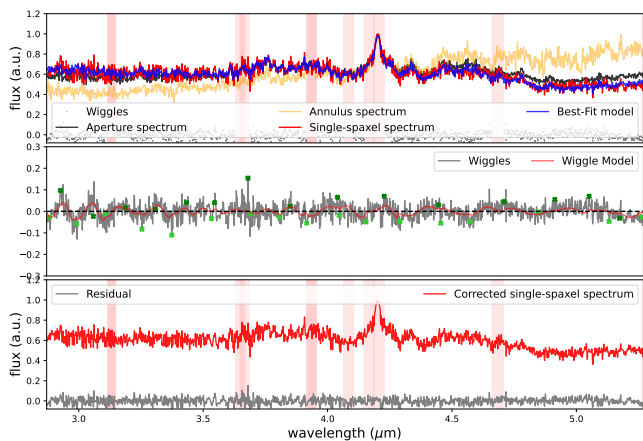 1.2
1.0
0.8
0.6
0.4
0.2
0.0
flux (a.u.)
Wiggles
Aperture spectrum
Annulus spectrum
Single-spaxel spectrum
Best-Fit model
0.3
0.2
0.1
0.0
−0.1
−0.2
−0.3
Wiggles
Wiggle Model
1.2
1.0
0.8
0.6
0.4
0.2
0.0
flux (a.u.)
Residual
Corrected single-spaxel spectrum
3.0 3.5 4.0 4.5 5.0
wavelength (μm)